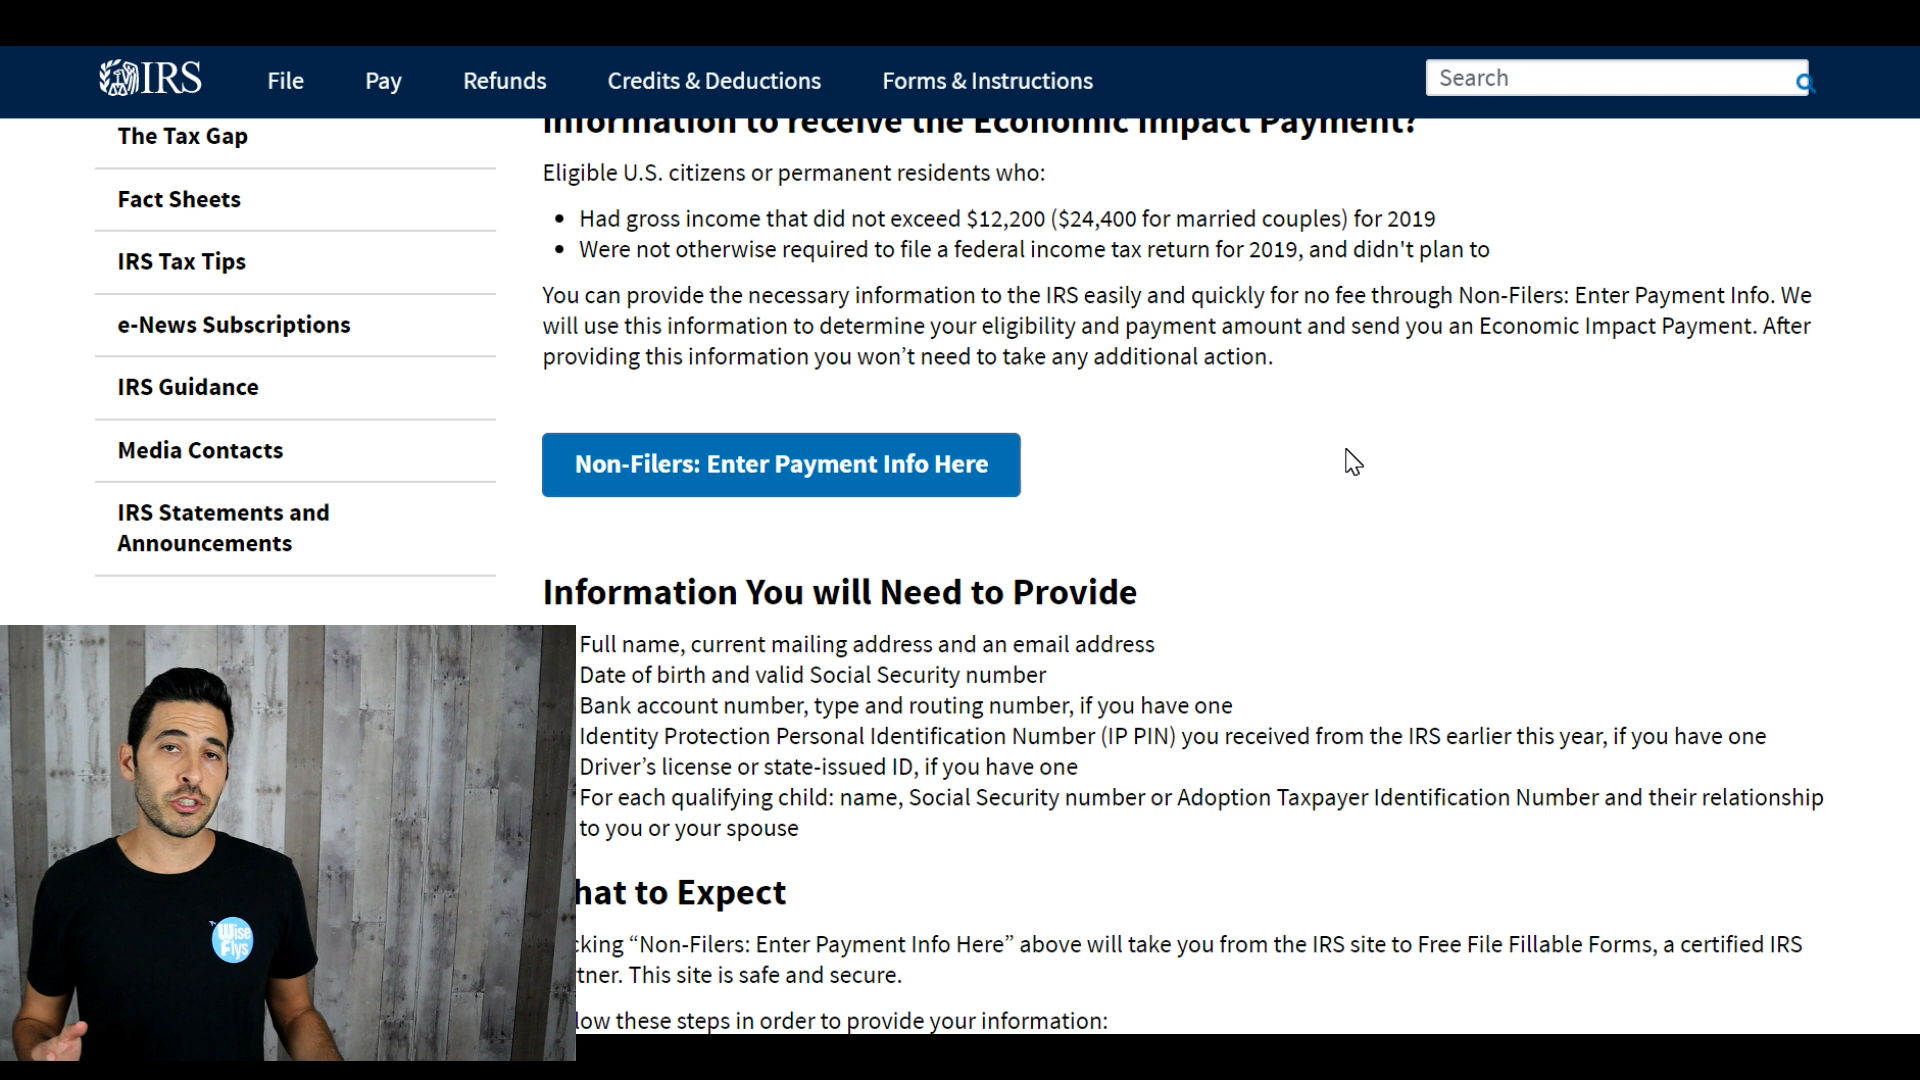 IRS
File
Pay
Refunds
Credits & Deductions
Forms & Instructions
Search
The Tax Gap
Fact Sheets
IRS Tax Tips
e-News Subscriptions
IRS Guidance
Media Contacts
IRS Statements and
Announcements
Information to receive the Economic Impact Payment?
Eligible U.S. citizens or permanent residents who:
• Had gross income that did not exceed $12,200 ($24,400 for married couples) for 2019
• Were not otherwise required to file a federal income tax return for 2019, and didn't plan to
You can provide the necessary information to the IRS easily and quickly for no fee through Non-Filers: Enter Payment Info. We
will use this information to determine your eligibility and payment amount and send you an Economic Impact Payment. After
providing this information you won’t need to take any additional action.
Non-Filers: Enter Payment Info Here
Information You will Need to Provide
Full name, current mailing address and an email address
Date of birth and valid Social Security number
Bank account number, type and routing number, if you have one
Identity Protection Personal Identification Number (IP PIN) you received from the IRS earlier this year, if you have one
Driver’s license or state-issued ID, if you have one
For each qualifying child: name, Social Security number or Adoption Taxpayer Identification Number and their relationship
to you or your spouse
hat to Expect
cking “Non-Filers: Enter Payment Info Here” above will take you from the IRS site to Free File Fillable Forms, a certified IRS
tner. This site is safe and secure.
low these steps in order to provide your information:
Wise
Flys